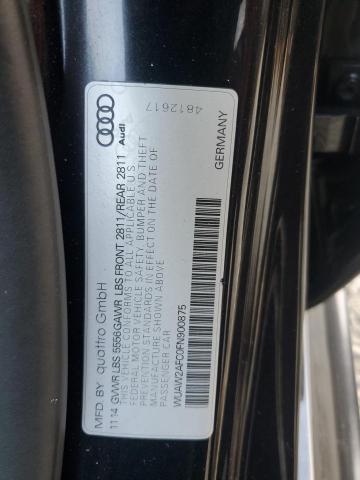 4812617
Audi
GERMANY
MFD. BY quattro GmbH
11 14 GVWR LBS 5556GAWR LBS FRONT 2811/REAR 2811
THIS VEHICLE CONFORMS TO ALL APPLICABLE U.S.
FEDERAL MOTOR VEHICLE SAFETY, BUMPER AND THEFT
PREVENTION STANDARDS IN EFFECT ON THE DATE OF
MANUFACTURE SHOWN ABOVE.
PASSENGER CAR
WUAW2AFC0FN900875